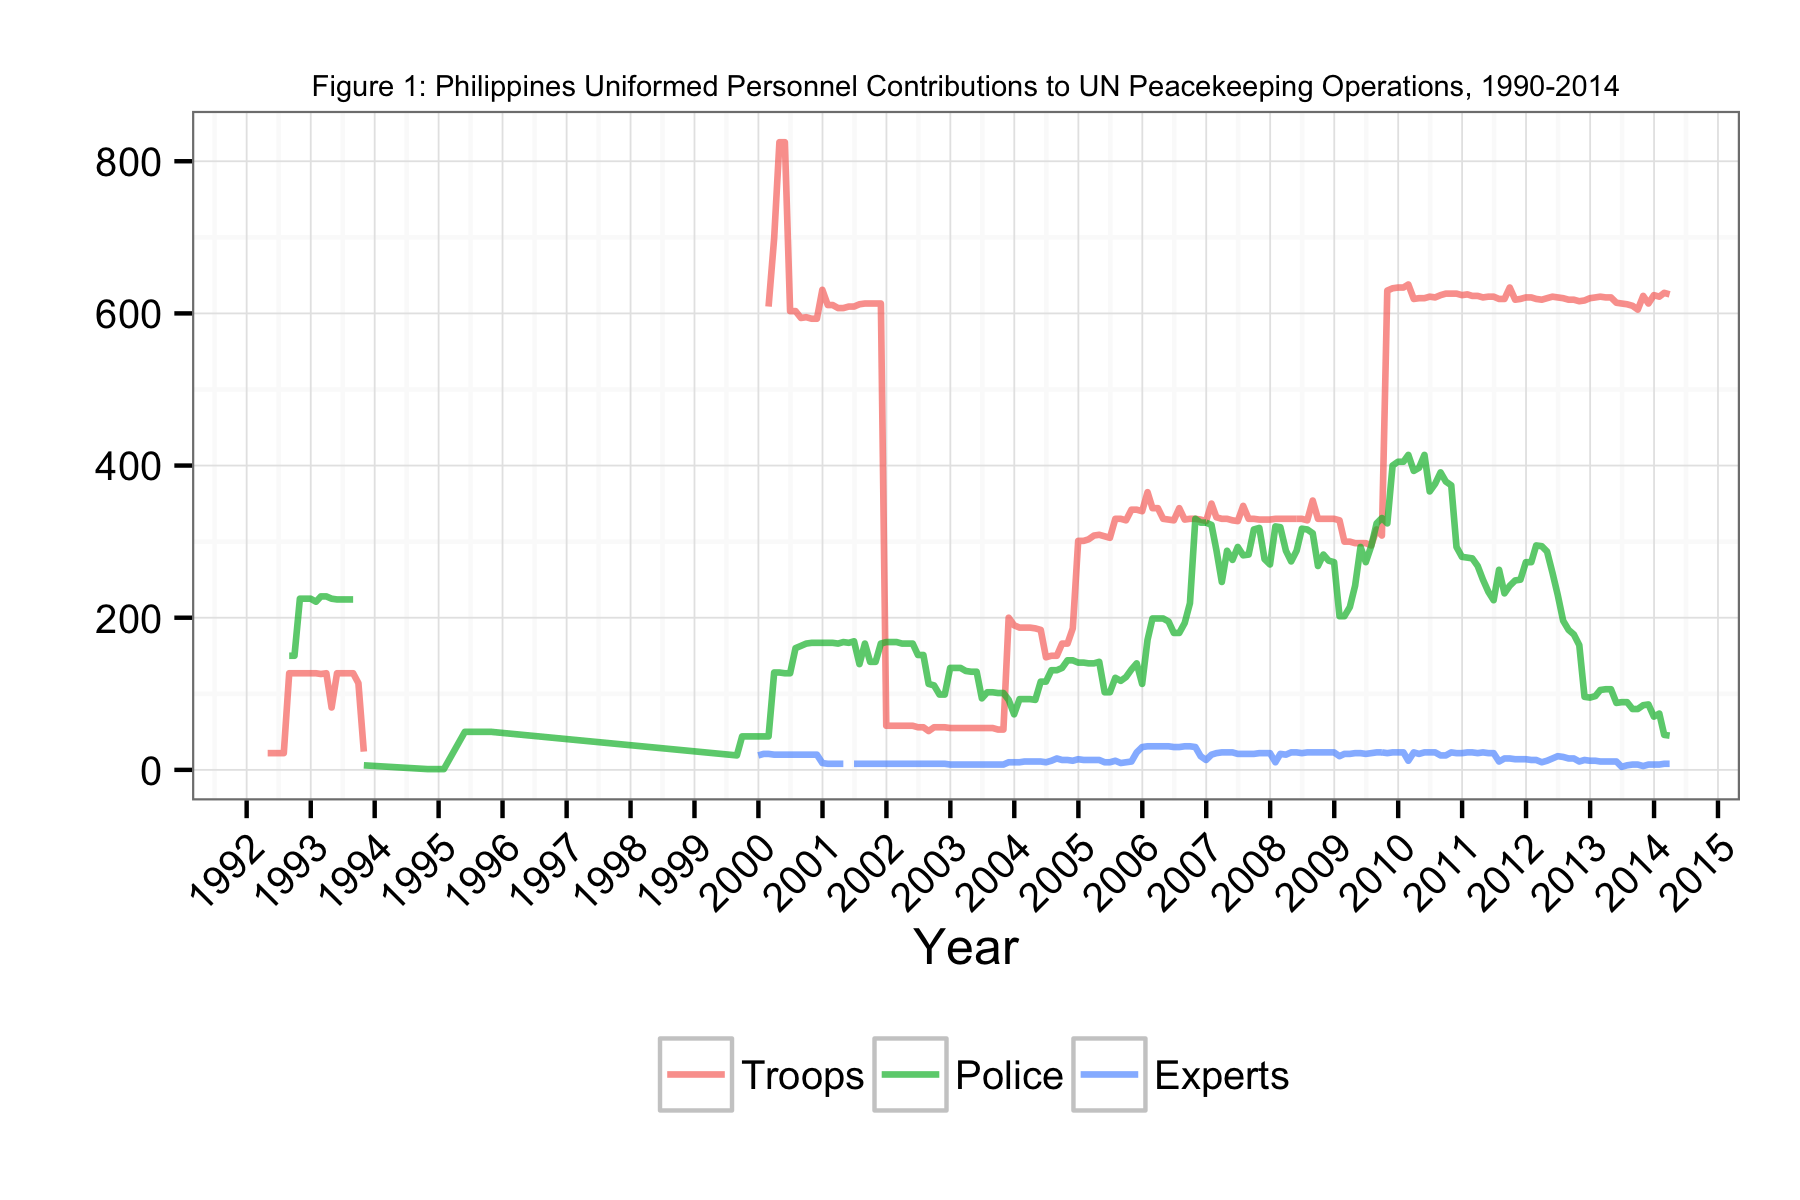 Figure 1: Philippines Uniformed Personnel Contributions to UN Peacekeeping Operations, 1990-2014
800
600
400
200
0
1992 1993 1994 1995 1996 1997 1998 1999 2000 2001 2002 2003 2004 2005 2006 2007 2008 2009 2010 2011 2012 2013 2014 2015
Year
Troops Police Experts